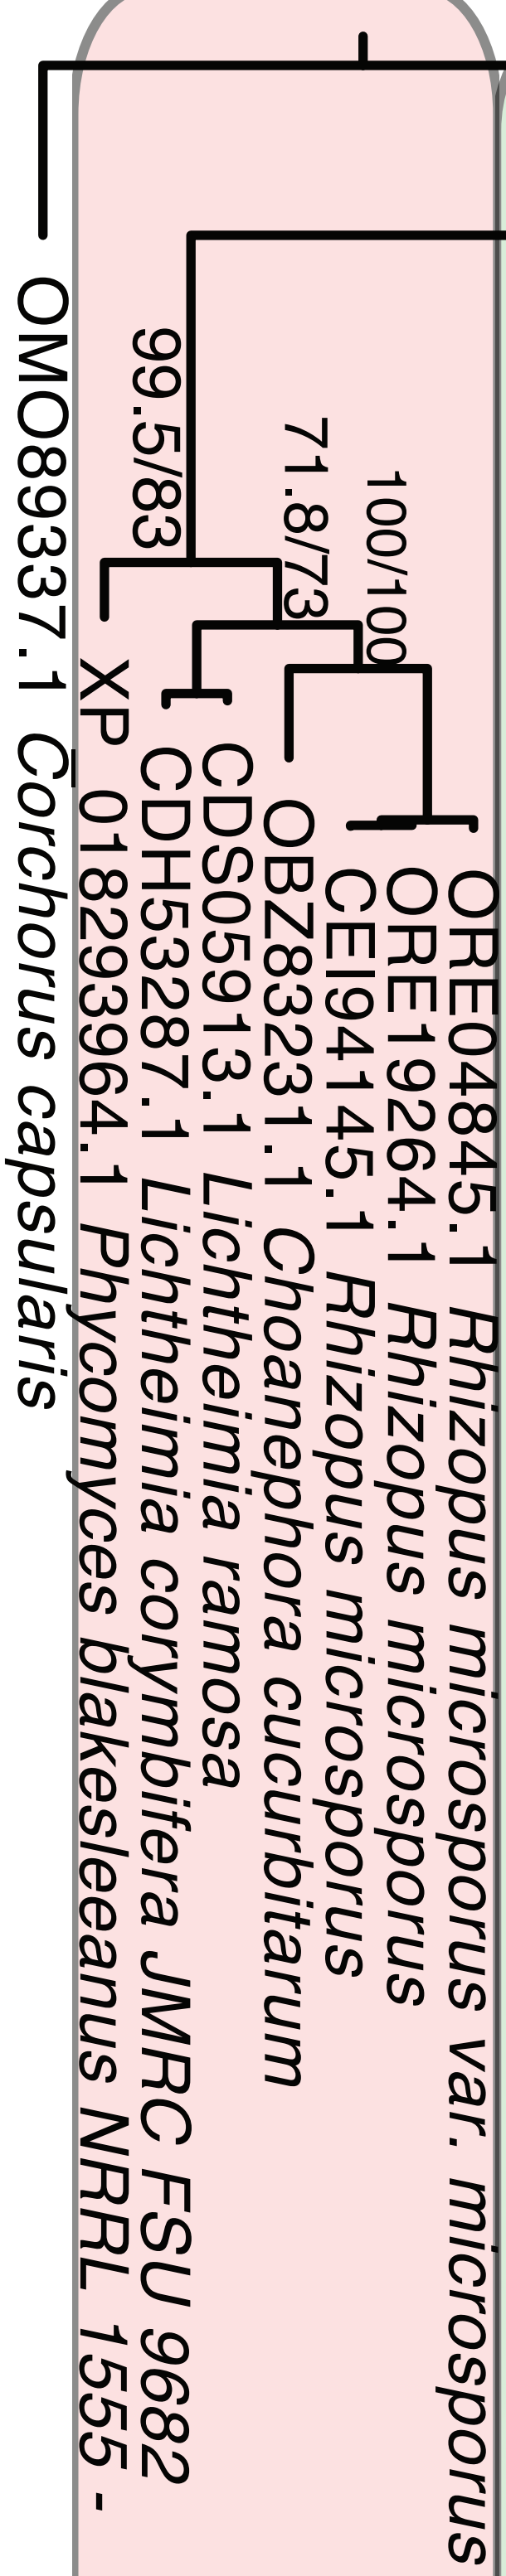 ORE04845.1 Rhizopus microsporus var. microsporus
ORE19264.1 Rhizopus microsporus
CEI94145.1 Rhizopus microsporus
100/100
OBZ83231.1 Choanephora cucurbitarum
71.8/73
CDS05913.1 Lichtheimia ramosa
CDH53287.1 Lichtheimia corymbifera JMRC FSU 9682
99.5/83
XP_018293964.1 Phycomyces blakesleeanus NRRL 1555 -
OMO89337.1 Corchorus capsularis